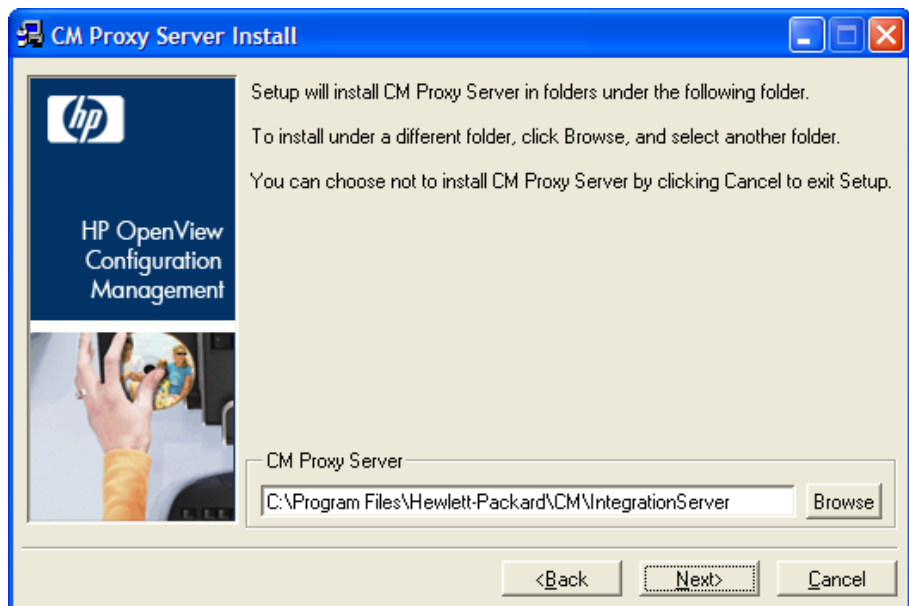 CM Proxy Server Install
hp
Setup will install CM Proxy Server in folders under the following folder.
To install under a different folder, click Browse, and select another folder.
You can choose not to install CM Proxy Server by clicking Cancel to exit Setup.
HP OpenView
Configuration
Management
CM Proxy Server
C:\Program Files\Hewlett-Packard\CM\IntegrationServer Browse
<Back Next> Cancel